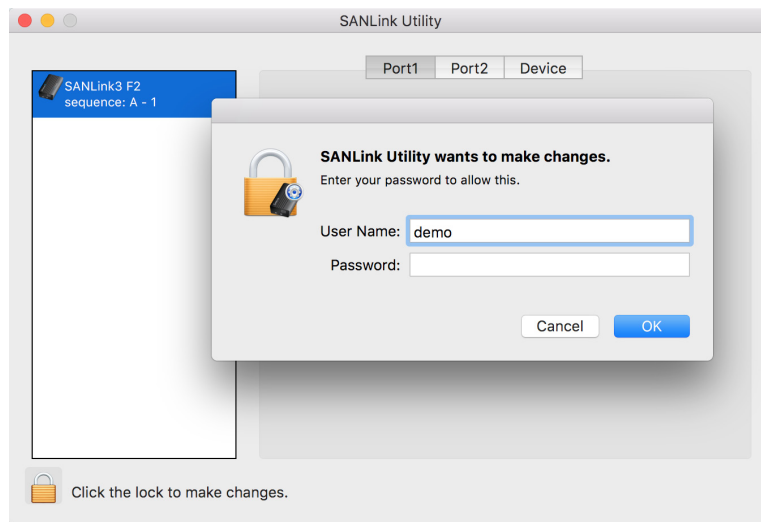 SANLink Utility
Port1 Port2 Device
SANLink3 F2
sequence: A - 1
SANLink Utility wants to make changes.
Enter your password to allow this.
User Name: demo
Password:
Cancel OK
Click the lock to make changes.